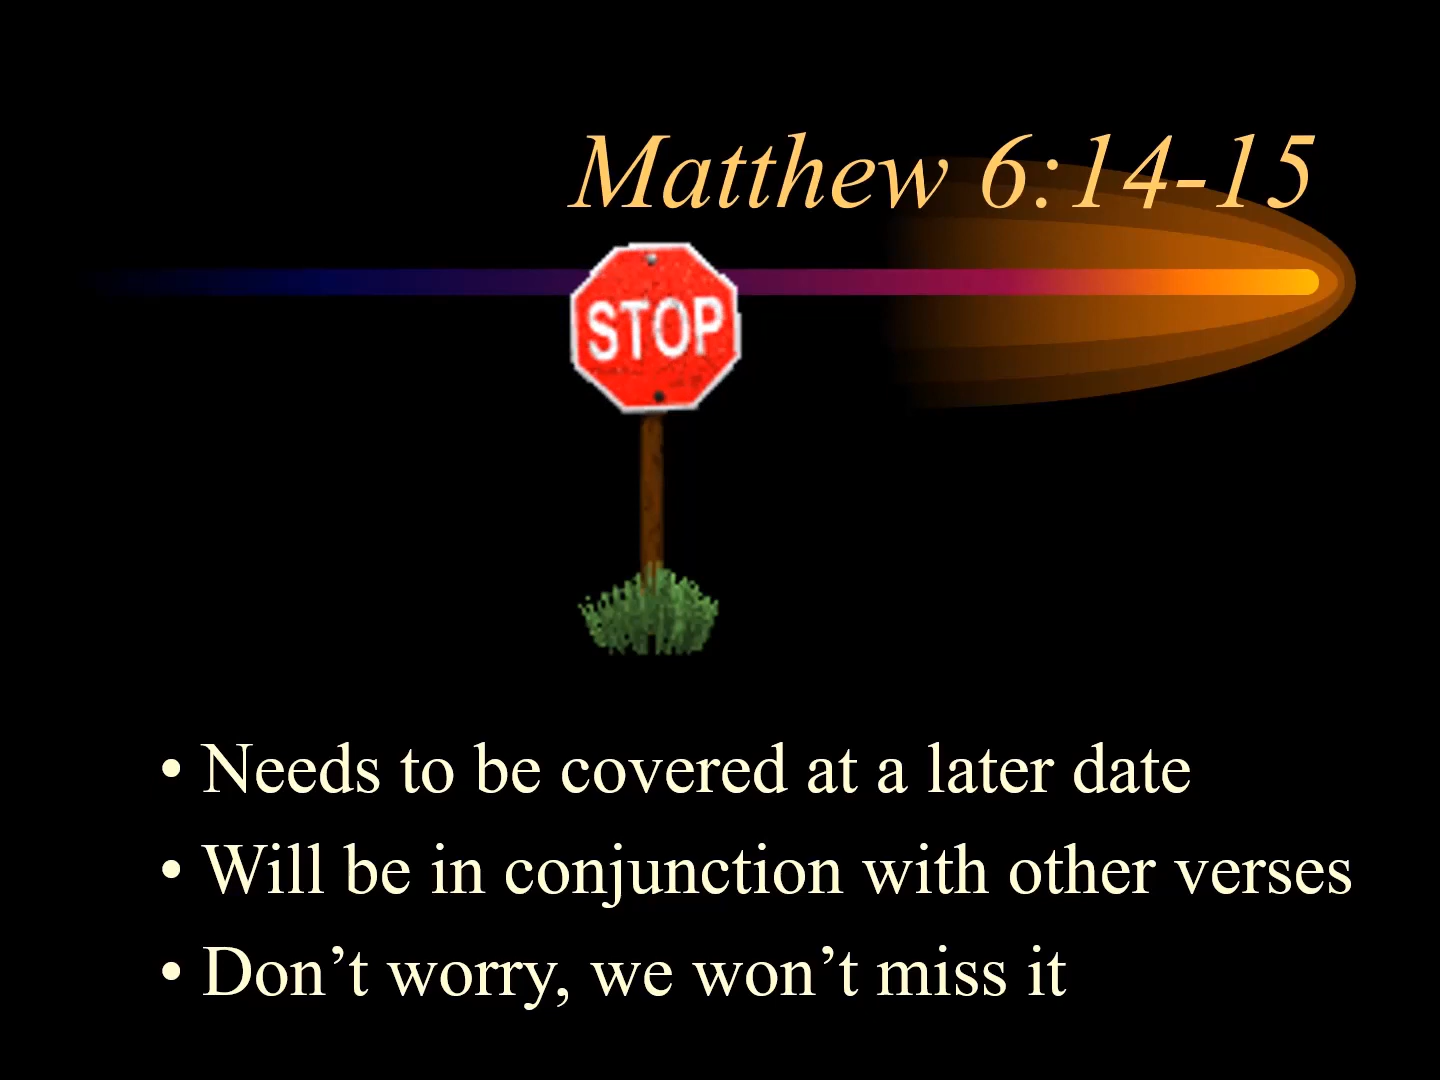 Matthew 6:14-15
STOP
• Needs to be covered at a later date
• Will be in conjunction with other verses
• Don’t worry, we won’t miss it